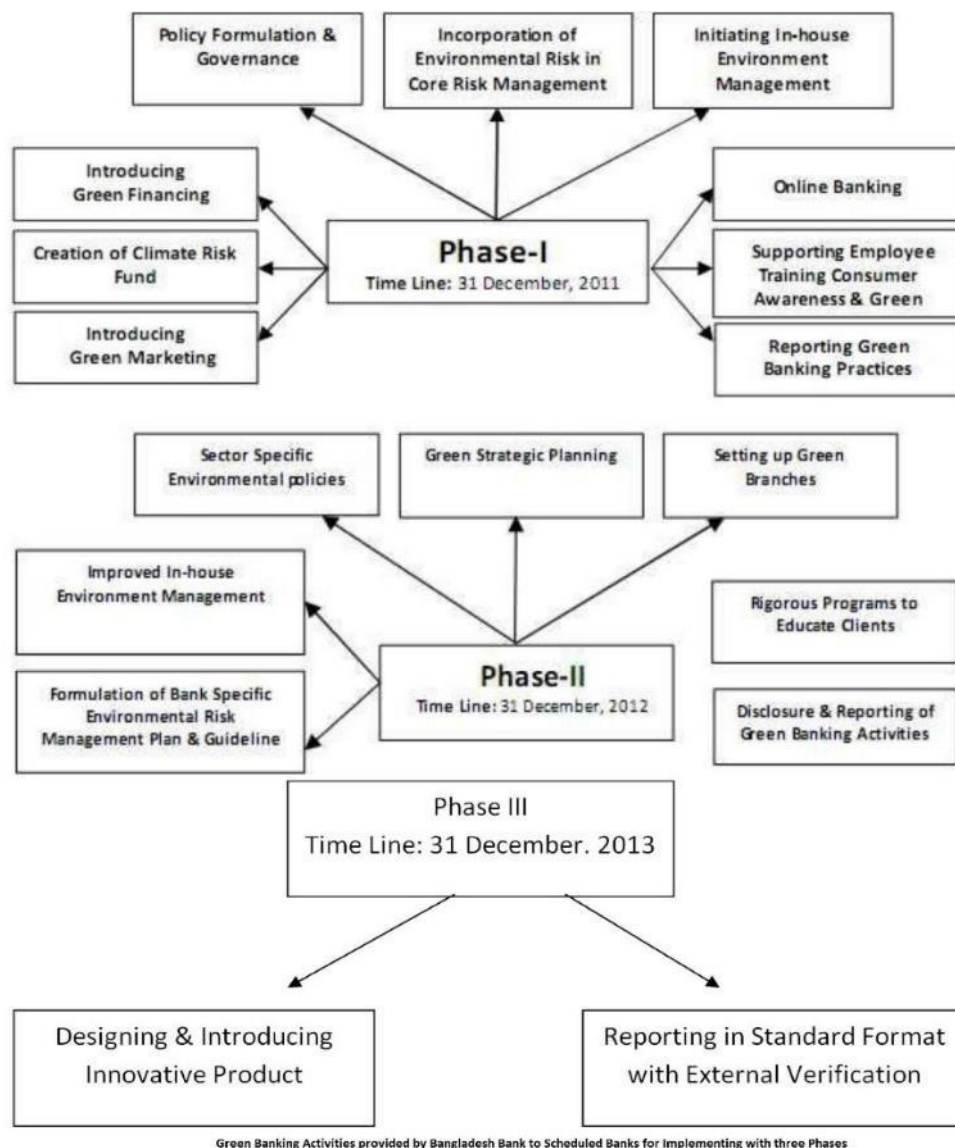 Policy Formulation &
Governance
Incorporation of
Environmental Risk in
Core Risk Management
Initiating In-house
Environment
Management
Introducing
Green Financing
Online Banking
Creation of Climate Risk
Fund
Phase-I
Time Line: 31 December, 2011
Supporting Employee
Training Consumer
Awareness & Green
Introducing
Green Marketing
Reporting Green
Banking Practices
Sector Specific
Environmental policies
Green Strategic Planning
Setting up Green
Branches
Improved In-house
Environment Management
Rigorous Programs to
Educate Clients
Phase-II
Time Line: 31 December, 2012
Formulation of Bank Specific
Environmental Risk
Management Plan & Guideline
Disclosure & Reporting of
Green Banking Activities
Phase III
Time Line: 31 December. 2013
Designing & Introducing
Innovative Product
Reporting in Standard Format
with External Verification
Green Banking Activities provided by Bangladesh Bank to Scheduled Banks for Implementing with three Phases